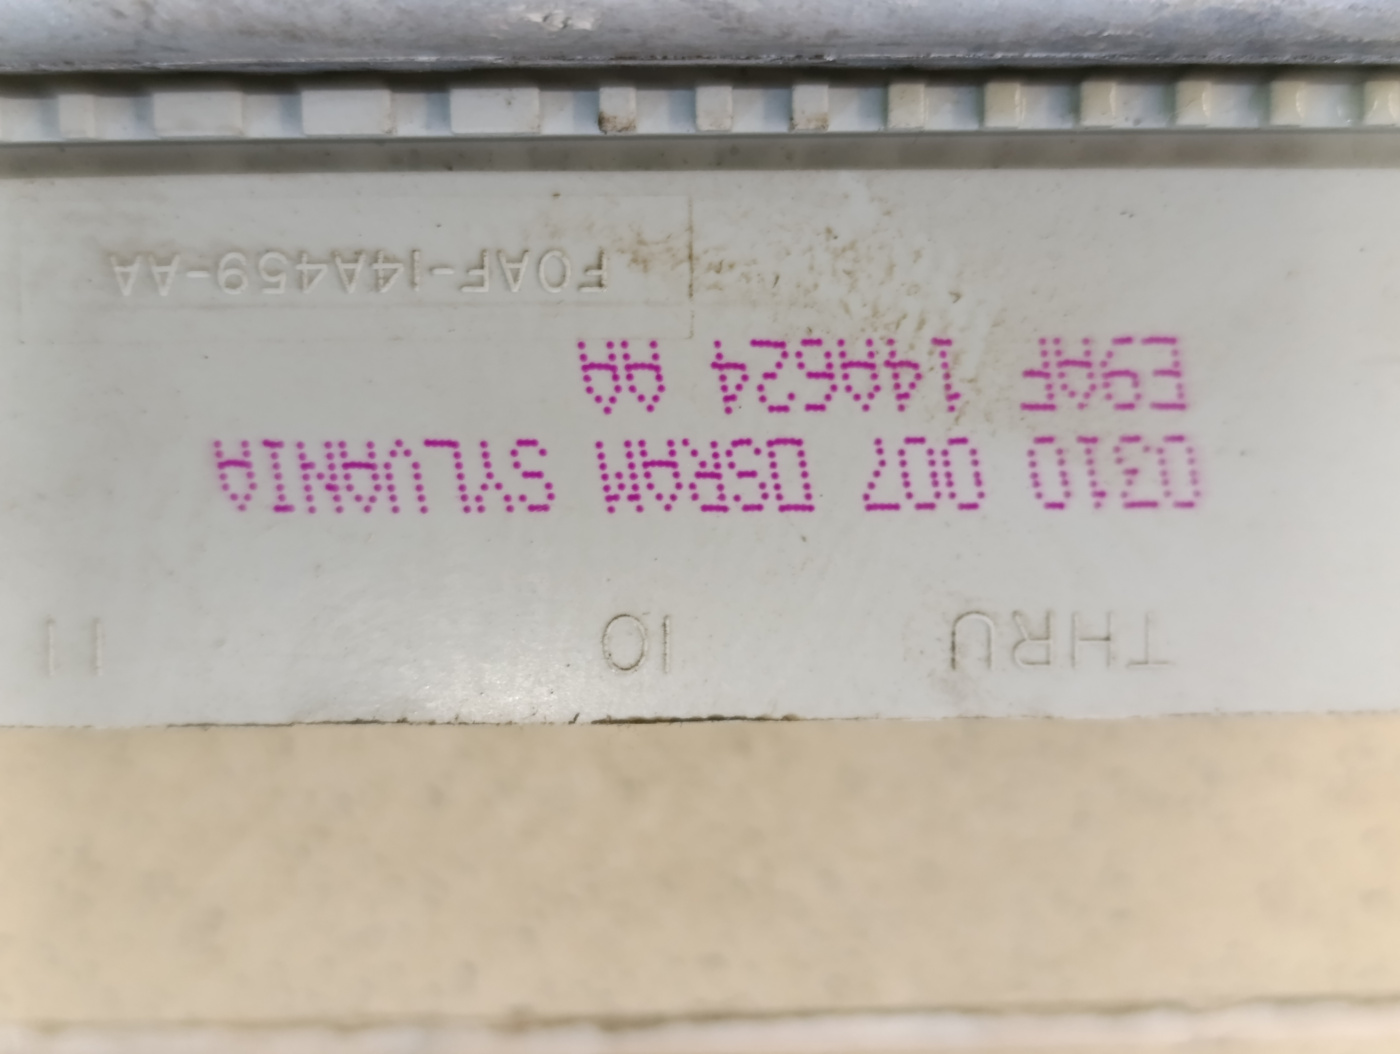 THRU 10 11
0310 007 OSRAM SYLVANIA
E9AF 14A624 AA
F0AF-14A459-AA